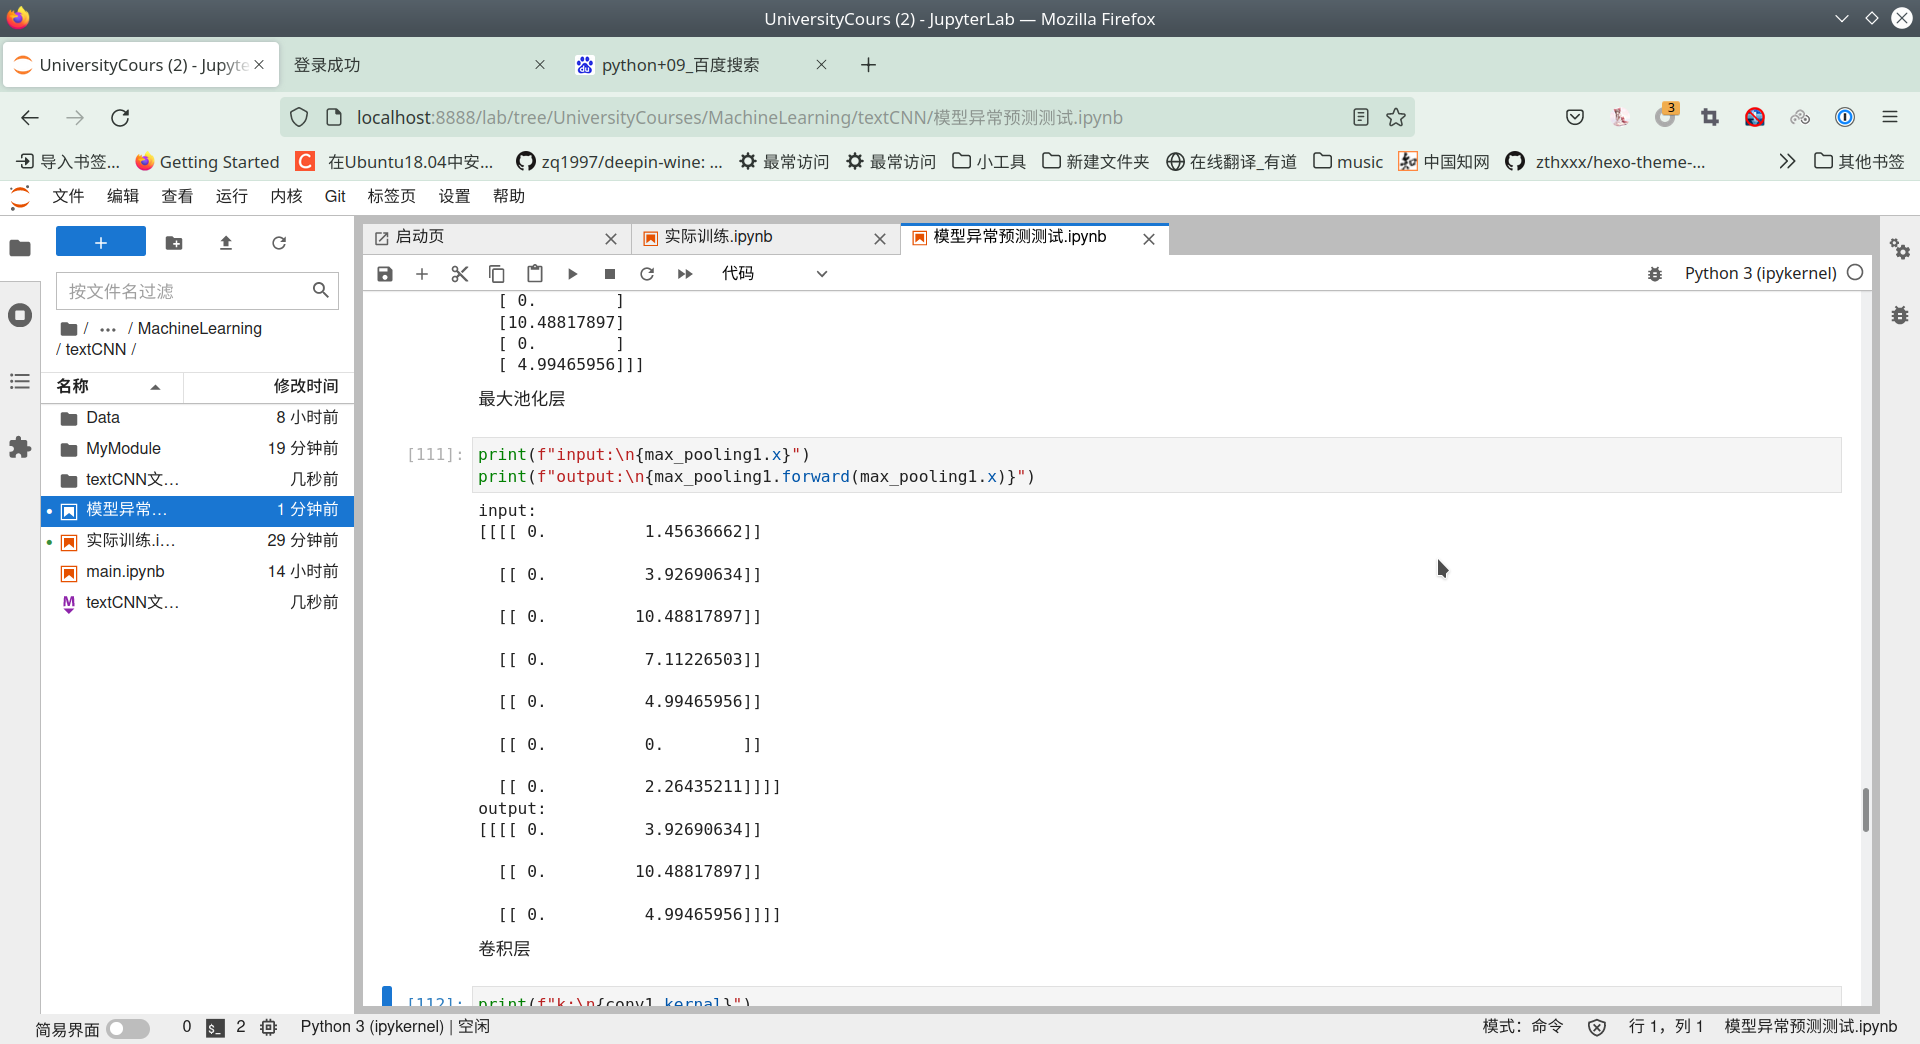 UniversityCours (2) - JupyterLab — Mozilla Firefox
UniversityCours (2) - Jupyte
登录成功
python+09_百度搜索
localhost:8888/lab/tree/UniversityCourses/MachineLearning/textCNN/模型异常预测测试.ipynb
3
导入书签...
Getting Started
在Ubuntu18.04中安...
zq1997/deepin-wine: ...
最常访问
最常访问
小工具
新建文件夹
在线翻译_有道
music
中国知网
zthxxx/hexo-theme-...
其他书签
文件 编辑 查看 运行 内核 Git 标签页 设置 帮助
启动页
实际训练.ipynb
模型异常预测测试.ipynb
代码
Python 3 (ipykernel)
按文件名过滤
/ ... / MachineLearning
/ textCNN /
名称 修改时间
Data 8 小时前
MyModule 19 分钟前
textCNN文... 几秒前
模型异常... 1 分钟前
实际训练.i... 29 分钟前
main.ipynb 14 小时前
textCNN文... 几秒前
[ 0. ]
[10.48817897]
[ 0. ]
[ 4.99465956]]]
最大池化层
[111]: print(f"input:\n{max_pooling1.x}")
print(f"output:\n{max_pooling1.forward(max_pooling1.x)}")
input:
[[[[ 0. 1.45636662]]
[[ 0. 3.92690634]]
[[ 0. 10.48817897]]
[[ 0. 7.11226503]]
[[ 0. 4.99465956]]
[[ 0. 0. ]]
[[ 0. 2.26435211]]]]
output:
[[[[ 0. 3.92690634]]
[[ 0. 10.48817897]]
[[ 0. 4.99465956]]]]
卷积层
[112]: print(f"k:\n{conv1.kernal}")
简易界面 0 2 Python 3 (ipykernel) | 空闲
模式：命令 行 1，列 1 模型异常预测测试.ipynb